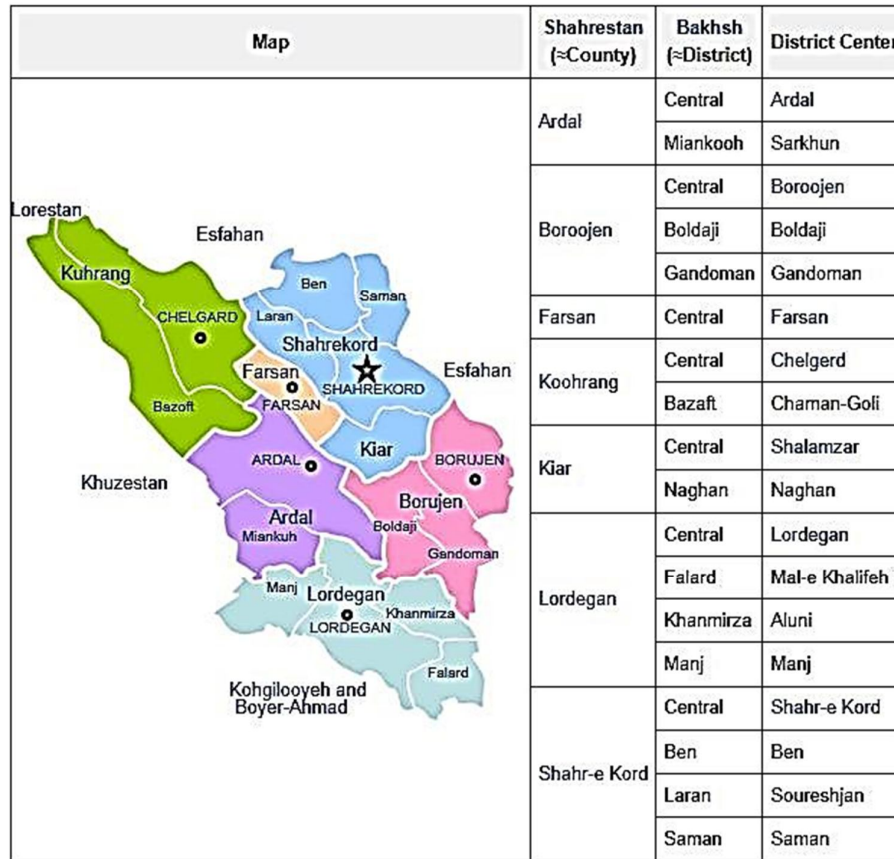 Map
Shahrestan (≈County)
Bakhsh (≈District)
District Center
Ardal
Central
Ardal
Miankooh
Sarkhun
Boroojen
Central
Boroojen
Boldaji
Boldaji
Gandoman
Gandoman
Farsan
Central
Farsan
Koohrang
Central
Chelgerd
Bazaft
Chaman-Goli
Kiar
Central
Shalamzar
Naghan
Naghan
Lordegan
Central
Lordegan
Falard
Mal-e Khalifeh
Khanmirza
Aluni
Manj
Manj
Shahr-e Kord
Central
Shahr-e Kord
Ben
Ben
Laran
Soureshjan
Saman
Saman
Lorestan
Esfahan
Kuhrang
Ben
Saman
CHELGARD
Laran
Shahrekord
Farsan
Esfahan
SHAHREKORD
FARSAN
Bazoft
Kiar
ARDAL
BORUJEN
Khuzestan
Borujen
Ardal
Boldaji
Miankuh
Gandoman
Manj
Lordegan
Khanmirza
LORDEGAN
Falard
Kohgilooyeh and
Boyer-Ahmad